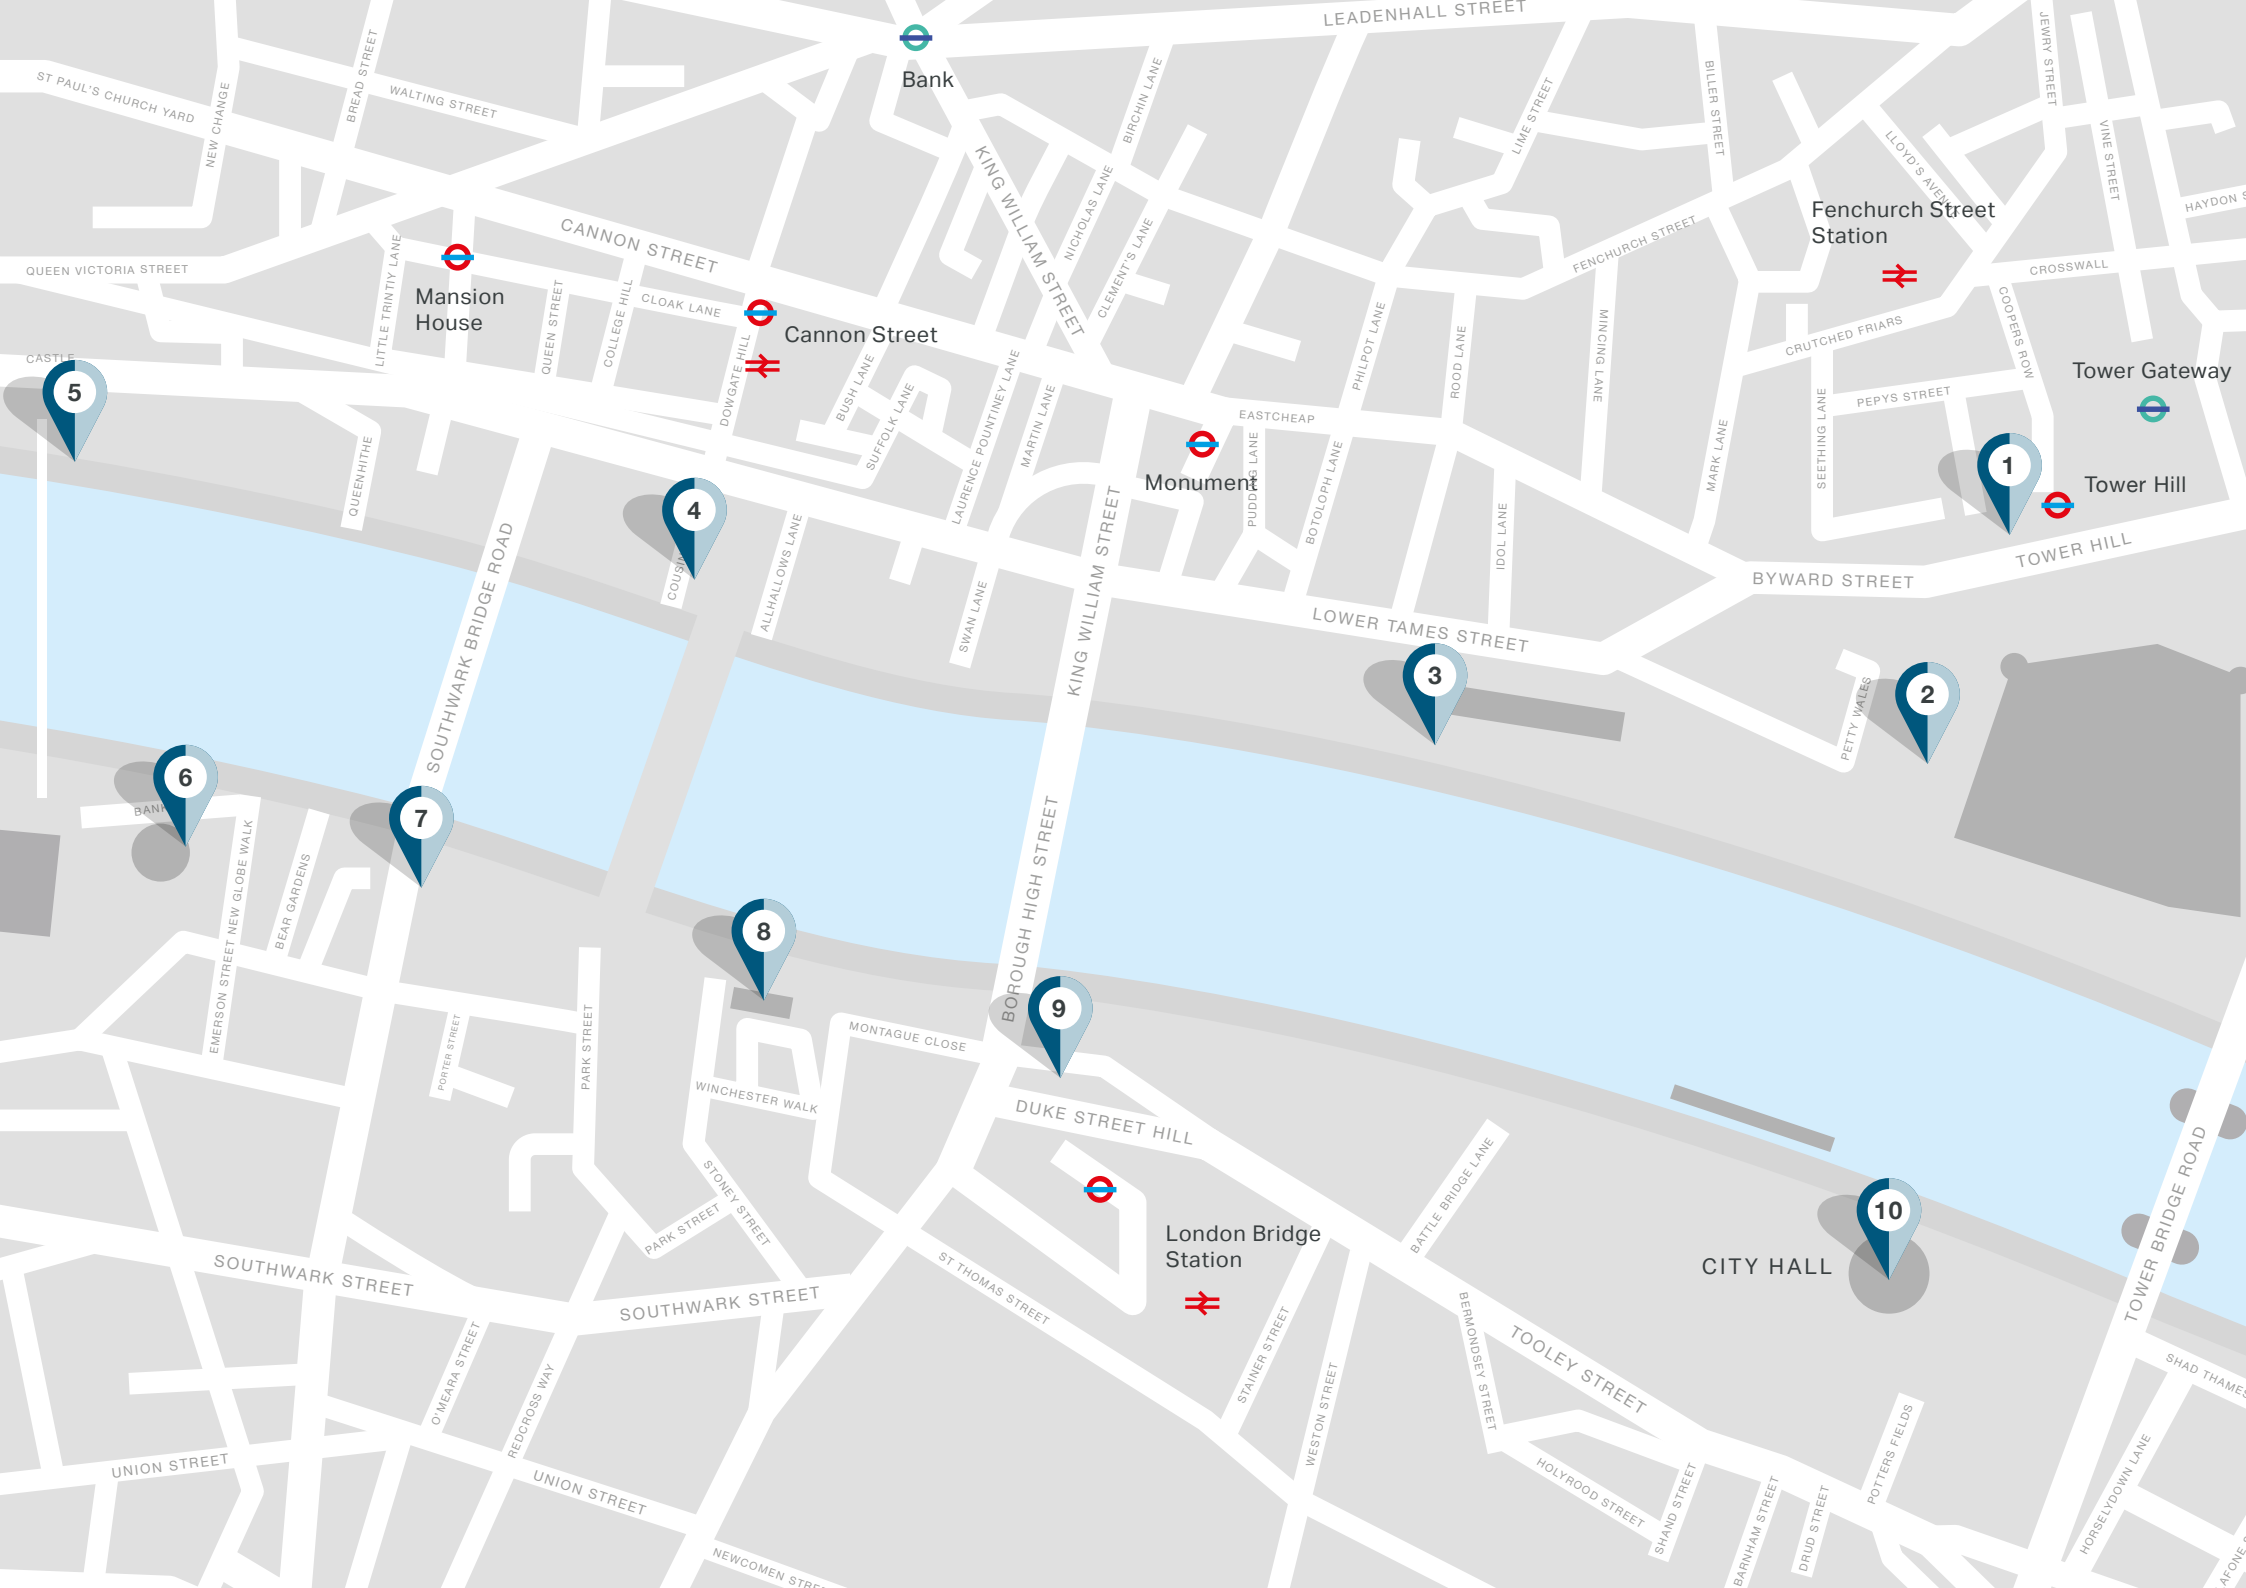 LEADENHALL STREET
JEWRY STREET
BREAD STREET
Bank
ST PAUL'S CHURCH YARD
WALTING STREET
NEW CHANGE
BIRCHIN LANE
LIME STREET
BILLER STREET
LLOYD'S AVENUE
VINE STREET
HAYDON S
KING WILLIAM STREET
NICHOLAS LANE
CLEMENT'S LANE
CANNON STREET
FENCHURCH STREET
Fenchurch Street
Station
CROSSWALL
QUEEN VICTORIA STREET
LITTLE TRINTIY LANE
Mansion
House
QUEEN STREET
COLLEGE HILL
CLOAK LANE
Cannon Street
DOWGATE HILL
BUSH LANE
SUFFOLK LANE
LAURENCE POUNTINEY LANE
MARTIN LANE
PHILPOT LANE
ROOD LANE
MINCING LANE
CRUTCHED FRIARS
COOPERS ROW
Tower Gateway
PEPYS STREET
CASTLE
5
EASTCHEAP
Monument
PUDDING LANE
BOTOLOPH LANE
IDOL LANE
MARK LANE
SEETHING LANE
1
Tower Hill
TOWER HILL
BYWARD STREET
QUEENHITHE
4
COUSIN
ALLHALLOWS LANE
SWAN LANE
KING WILLIAM STREET
LOWER TAMES STREET
3
2
PETTY WALES
SOUTHWARK BRIDGE ROAD
6
BANK
7
EMERSON STREET NEW GLOBE WALK
BEAR GARDENS
8
BOROUGH HIGH STREET
9
PORTER STREET
PARK STREET
MONTAGUE CLOSE
WINCHESTER WALK
DUKE STREET HILL
STONEY STREET
PARK STREET
BATTLE BRIDGE LANE
London Bridge
Station
10
CITY HALL
TOWER BRIDGE ROAD
SOUTHWARK STREET
SOUTHWARK STREET
ST THOMAS STREET
STAINER STREET
WESTON STREET
BERMONDSEY STREET
TOOLEY STREET
SHAD THAMES
O'MEARA STREET
REDCROSS WAY
UNION STREET
UNION STREET
HOLYROOD STREET
SHAND STREET
BARNHAM STREET
DRUD STREET
POTTERS FIELDS
HORSELYDOWN LANE
NEWCOMEN STRE
AFONE S